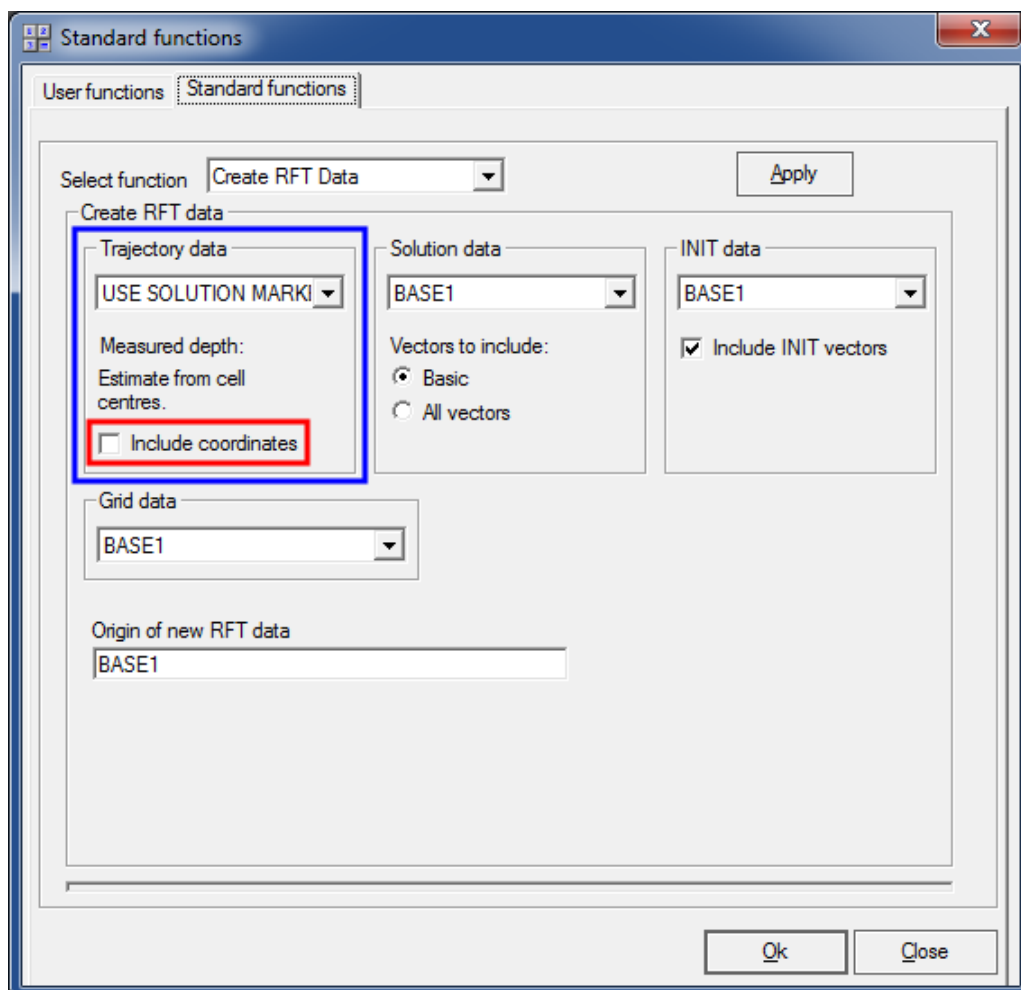 Standard functions
User functions Standard functions
Select function Create RFT Data Apply
Create RFT data
Trajectory data Solution data INIT data
USE SOLUTION MARKI BASE1 BASE1
Measured depth: Vectors to include: Include INIT vectors
Estimate from cell Basic
centres. All vectors
Include coordinates
Grid data
BASE1
Origin of new RFT data
BASE1
Ok Close